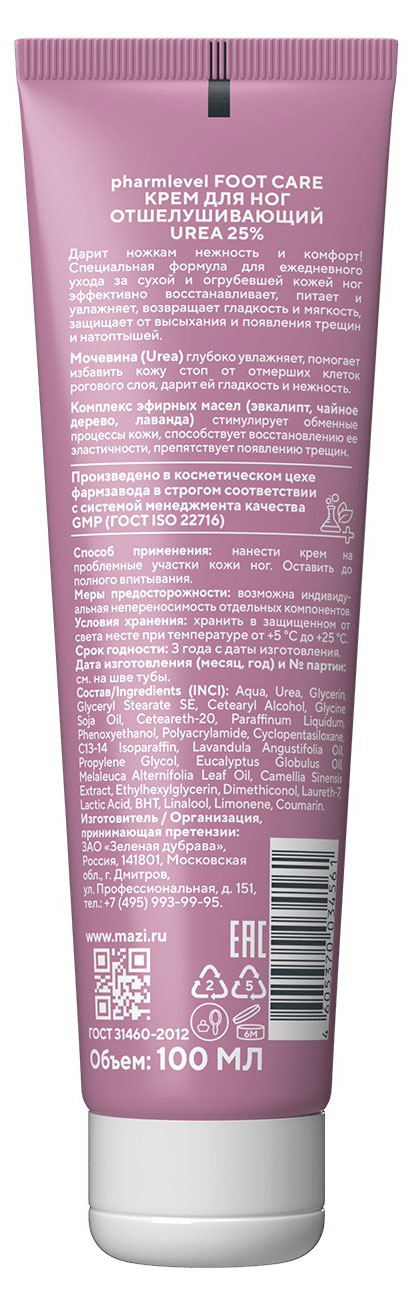 pharmlevel FOOT CARE
КРЕМ ДЛЯ НОГ
ОТШЕЛУШИВАЮЩИЙ
UREA 25%
Дарит ножкам нежность и комфорт!
Специальная формула для ежедневного
ухода за сухой и огрубевшей кожей ног
эффективно восстанавливает, питает и
увлажняет, возвращает гладкость и мягкость,
защищает от высыхания и появления трещин
и натоптышей.
Мочевина (Urea) глубоко увлажняет, помогает
избавить кожу стоп от отмерших клеток
рогового слоя, дарит ей гладкость и нежность.
Комплекс эфирных масел (эвкалипт, чайное
дерево, лаванда) стимулирует обменные
процессы кожи, способствует восстановлению ее
эластичности, препятствует появлению трещин.
Произведено в косметическом цехе
фармзавода в строгом соответствии
с системой менеджмента качества
GMP (ГОСТ ISO 22716)
Способ применения: нанести крем на
проблемные участки кожи ног. Оставить до
полного впитывания.
Меры предосторожности: возможна индивиду-
альная непереносимость отдельных компонентов.
Условия хранения: хранить в защищенном от
света месте при температуре от +5 °C до +25 °C.
Срок годности: 3 года с даты изготовления.
Дата изготовления (месяц, год) и № партии:
см. на шве тубы.
Состав/Ingredients (INCI): Aqua, Urea, Glycerin,
Glyceryl Stearate SE, Cetearyl Alcohol, Glycine
Soja Oil, Ceteareth-20, Paraffinum Liquidum,
Phenoxyethanol, Polyacrylamide, Cyclopentasiloxane,
C13-14 Isoparaffin, Lavandula Angustifolia Oil,
Propylene Glycol, Eucalyptus Globulus Oil,
Melaleuca Alternifolia Leaf Oil, Camellia Sinensis
Extract, Ethylhexylglycerin, Dimethiconol, Laureth-7,
Lactic Acid, BHT, Linalool, Limonene, Coumarin.
Изготовитель / Организация,
принимающая претензии:
ЗАО «Зеленая дубрава»,
Россия, 141801, Московская
обл., г. Дмитров,
ул. Профессиональная, д. 151,
тел.: +7 (495) 993-99-95.
www.mazi.ru
EAC
2
5
6M
ГОСТ 31460-2012
Объем: 100 МЛ
4 605370 034561